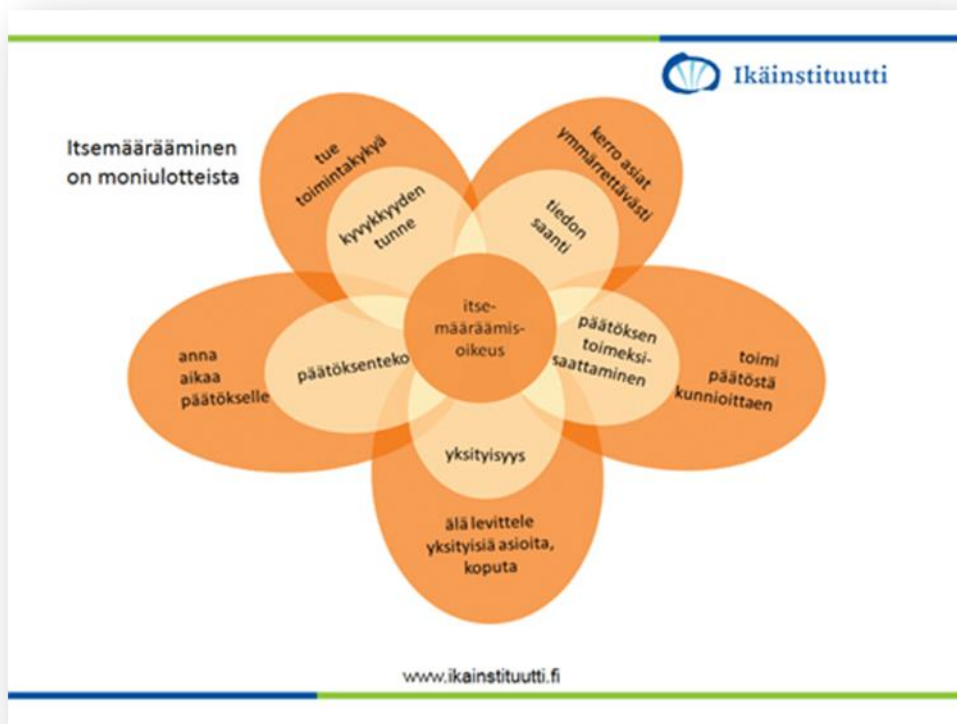 Ikäinstituutti
Itsemäärääminen
on moniulotteista
tue
toimintakykyä
kyvykkyyden
tunne
kerro asiat
ymmärrettävästi
tiedon
saanti
itse-
määräämis-
oikeus
anna
aikaa
päätökselle
päätöksenteko
päätöksen
toimeksi-
saattaminen
toimi
päätöstä
kunnioittaen
yksityisyys
älä levittele
yksityisiä asioita,
koputa
www.ikainstituutti.fi